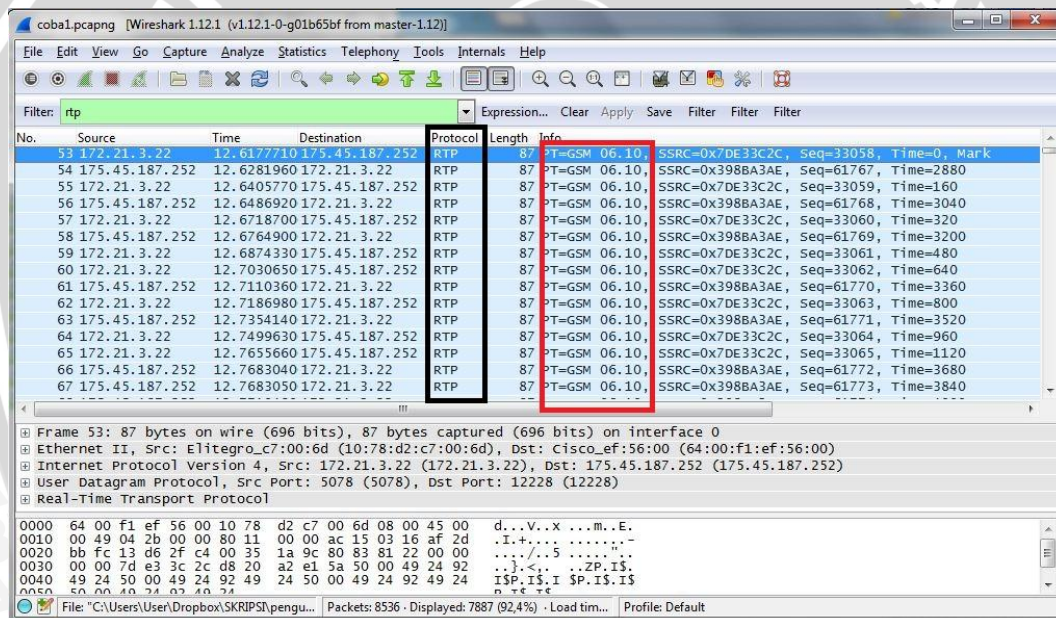 coba1.pcapng [Wireshark 1.12.1 (v1.12.1-0-g01b65bf from master-1.12)]
File Edit View Go Capture Analyze Statistics Telephony Tools Internals Help
Filter: rtp Expression... Clear Apply Save Filter Filter Filter
No. Source Time Destination Protocol Length Info
53 172.21.3.22 12.6177710 175.45.187.252 RTP 87 PT=GSM 06.10, SSRC=0x7DE33C2C, Seq=33058, Time=0, Mark
54 175.45.187.252 12.6281960 172.21.3.22 RTP 87 PT=GSM 06.10, SSRC=0x398BA3AE, Seq=61767, Time=2880
55 172.21.3.22 12.6405770 175.45.187.252 RTP 87 PT=GSM 06.10, SSRC=0x7DE33C2C, Seq=33059, Time=160
56 175.45.187.252 12.6486920 172.21.3.22 RTP 87 PT=GSM 06.10, SSRC=0x398BA3AE, Seq=61768, Time=3040
57 172.21.3.22 12.6718700 175.45.187.252 RTP 87 PT=GSM 06.10, SSRC=0x7DE33C2C, Seq=33060, Time=320
58 175.45.187.252 12.6764900 172.21.3.22 RTP 87 PT=GSM 06.10, SSRC=0x398BA3AE, Seq=61769, Time=3200
59 172.21.3.22 12.6874330 175.45.187.252 RTP 87 PT=GSM 06.10, SSRC=0x7DE33C2C, Seq=33061, Time=480
60 172.21.3.22 12.7030650 175.45.187.252 RTP 87 PT=GSM 06.10, SSRC=0x7DE33C2C, Seq=33062, Time=640
61 175.45.187.252 12.7110360 172.21.3.22 RTP 87 PT=GSM 06.10, SSRC=0x398BA3AE, Seq=61770, Time=3360
62 172.21.3.22 12.7186980 175.45.187.252 RTP 87 PT=GSM 06.10, SSRC=0x7DE33C2C, Seq=33063, Time=800
63 175.45.187.252 12.7354140 172.21.3.22 RTP 87 PT=GSM 06.10, SSRC=0x398BA3AE, Seq=61771, Time=3520
64 172.21.3.22 12.7499630 175.45.187.252 RTP 87 PT=GSM 06.10, SSRC=0x7DE33C2C, Seq=33064, Time=960
65 172.21.3.22 12.7655660 175.45.187.252 RTP 87 PT=GSM 06.10, SSRC=0x7DE33C2C, Seq=33065, Time=1120
66 175.45.187.252 12.7683040 172.21.3.22 RTP 87 PT=GSM 06.10, SSRC=0x398BA3AE, Seq=61772, Time=3680
67 175.45.187.252 12.7683050 172.21.3.22 RTP 87 PT=GSM 06.10, SSRC=0x398BA3AE, Seq=61773, Time=3840
Frame 53: 87 bytes on wire (696 bits), 87 bytes captured (696 bits) on interface 0
Ethernet II, Src: Elitegro_c7:00:6d (10:78:d2:c7:00:6d), Dst: Cisco_ef:56:00 (64:00:f1:ef:56:00)
Internet Protocol Version 4, Src: 172.21.3.22 (172.21.3.22), Dst: 175.45.187.252 (175.45.187.252)
User Datagram Protocol, Src Port: 5078 (5078), Dst Port: 12228 (12228)
Real-Time Transport Protocol
0000 64 00 f1 ef 56 00 10 78 d2 c7 00 6d 08 00 45 00 d...V..x ...m..E.
0010 00 49 04 2b 00 00 80 11 00 00 ac 15 03 16 af 2d .I.+.... .......-
0020 bb fc 13 d6 2f c4 00 35 1a 9c 80 83 81 22 00 00 ..../..5 ....."..
0030 00 00 7d e3 3c 2c d8 20 a2 e1 5a 50 00 49 24 92 ..}.<,. ..ZP.I$.
0040 49 24 50 00 49 24 92 49 24 50 00 49 24 92 49 24 I$P.I$.I $P.I$.I$
0050 50 00 49 24 92 49 24 P.I$.I$
File: "C:\Users\User\Dropbox\SKRIPSI\pengu... Packets: 8536 · Displayed: 7887 (92,4%) · Load tim... Profile: Default